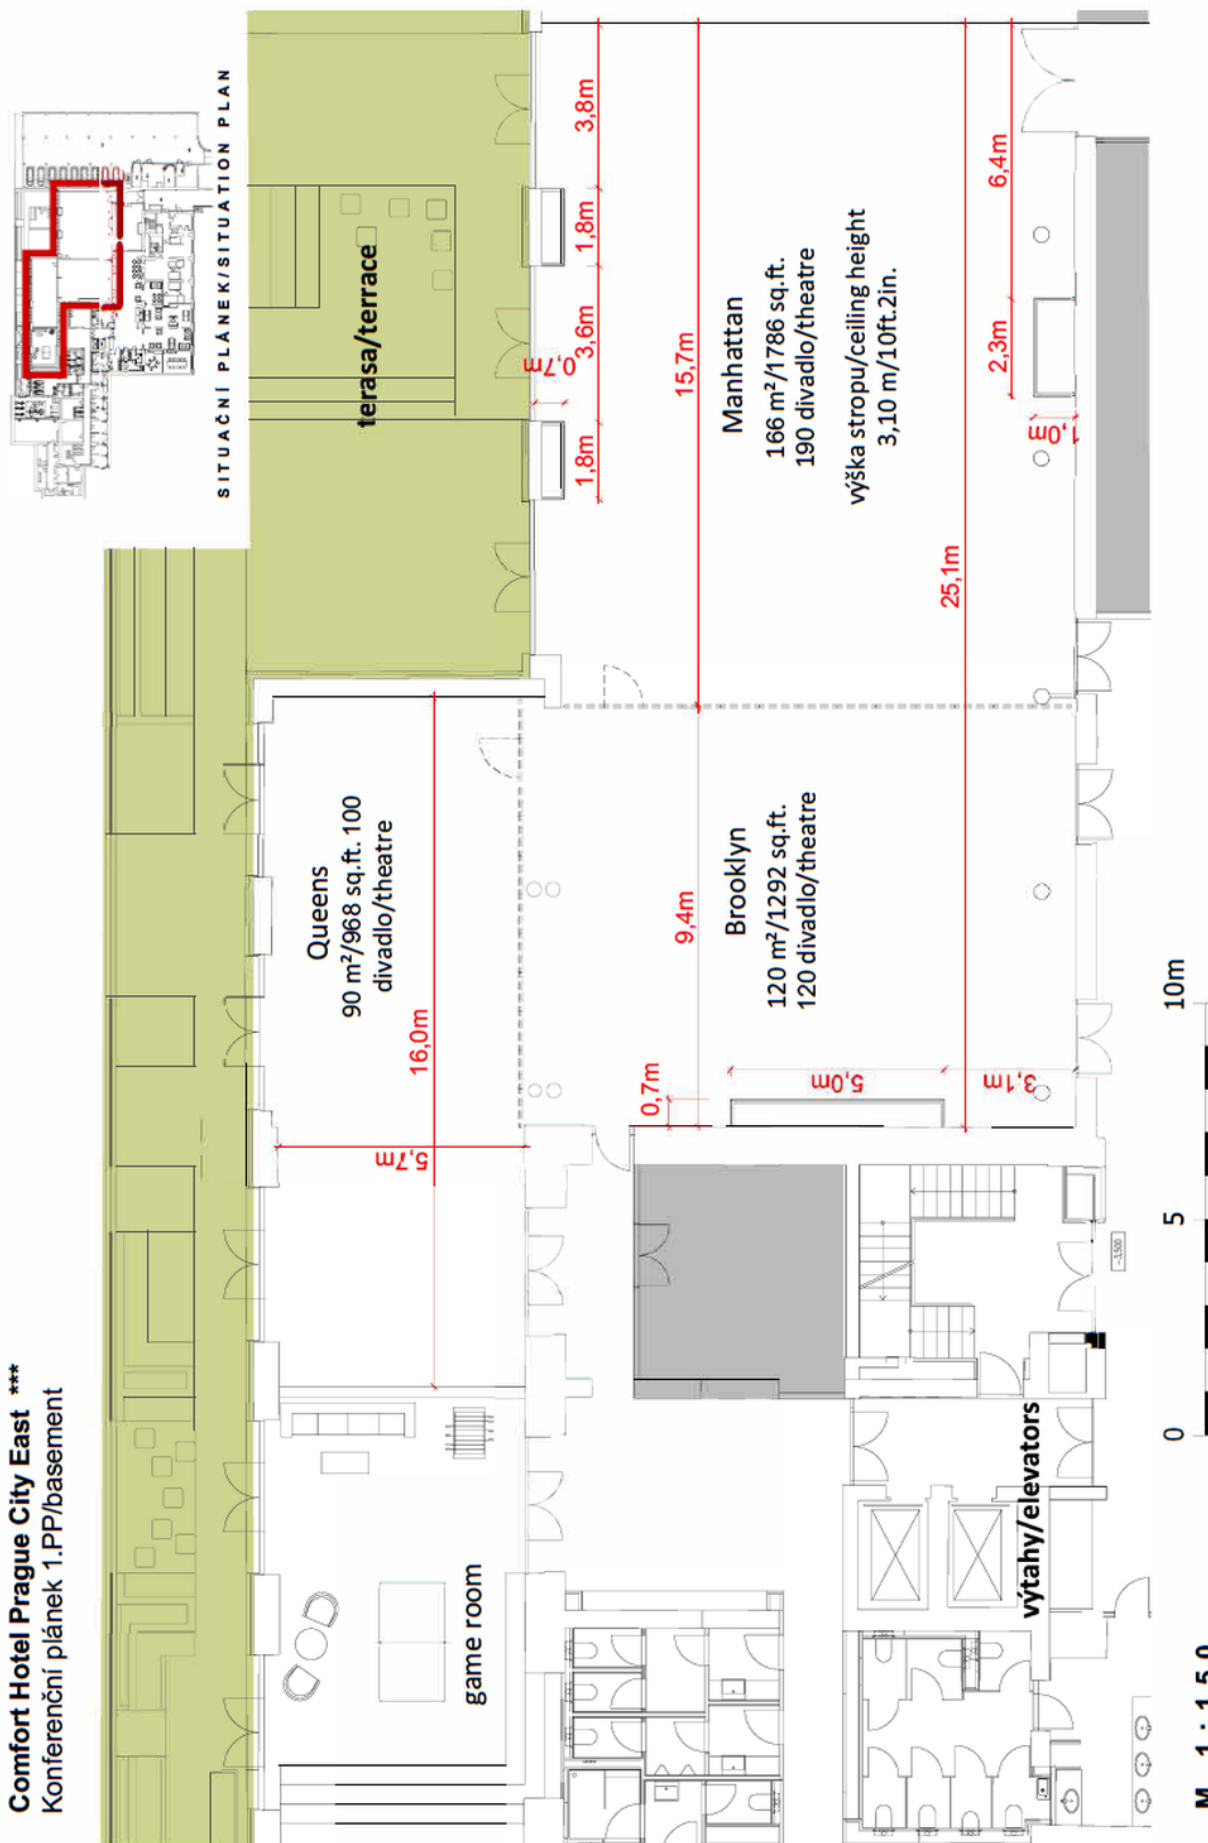 Comfort Hotel Prague City East ***
Konferenční plánek 1.PP/basement
SITUAČNÍ PLÁNEK/SITUATION PLAN
terasa/terrace
3,8m
1,8m
3,6m
0,7m
1,8m
15,7m
Manhattan
166 m²/1786 sq.ft.
190 divadlo/theatre
výška stropu/ceiling height
3,10 m/10ft.2in.
25,1m
6,4m
2,3m
1,0m
Queens
90 m²/968 sq.ft. 100
divadlo/theatre
16,0m
5,7m
9,4m
Brooklyn
120 m²/1292 sq.ft.
120 divadlo/theatre
0,7m
5,0m
3,1m
-3,500
game room
výtahy/elevators
0 5 10m
M 1:150